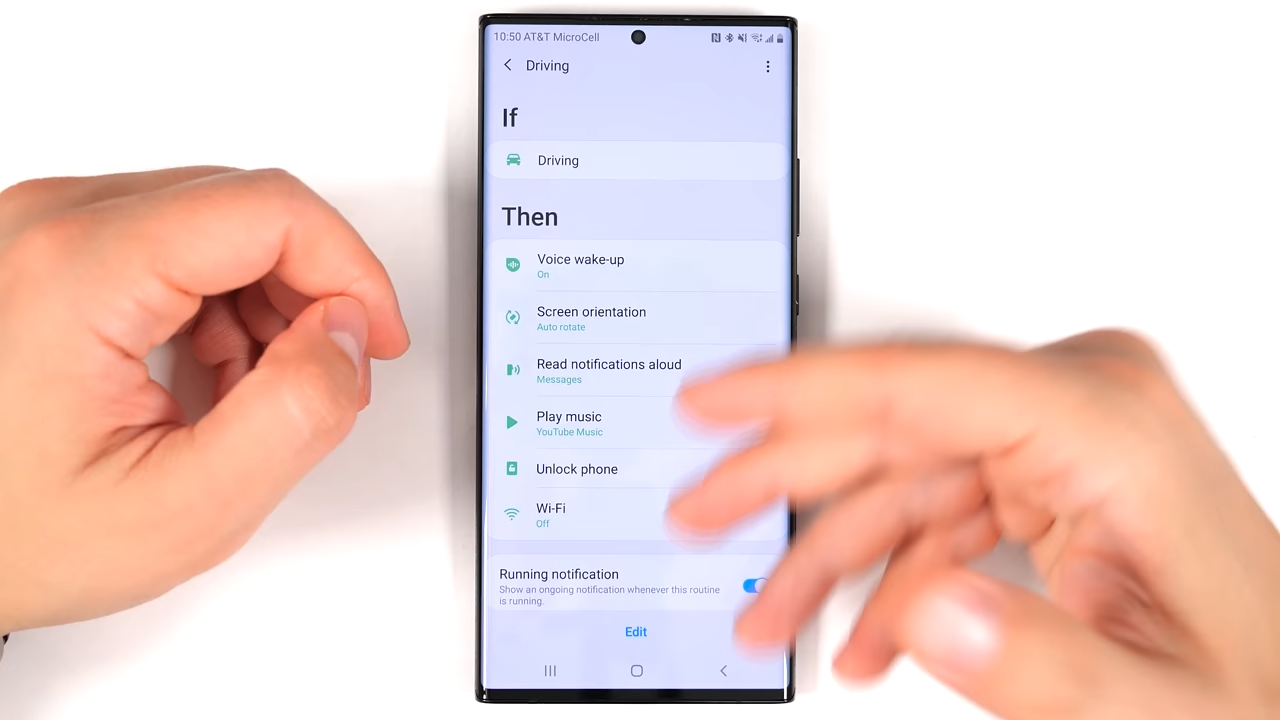 10:50 AT&T MicroCell
Driving
If
Driving
Then
Voice wake-up
On
Screen orientation
Auto rotate
Read notifications aloud
Messages
Play music
YouTube Music
Unlock phone
Wi-Fi
Off
Running notification
Show an ongoing notification whenever this routine
is running.
Edit